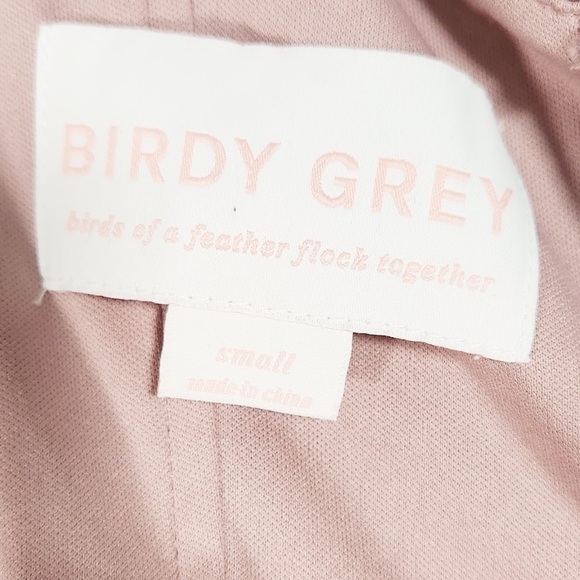 BIRDY GREY
birds of a feather flock together.
small
made in china